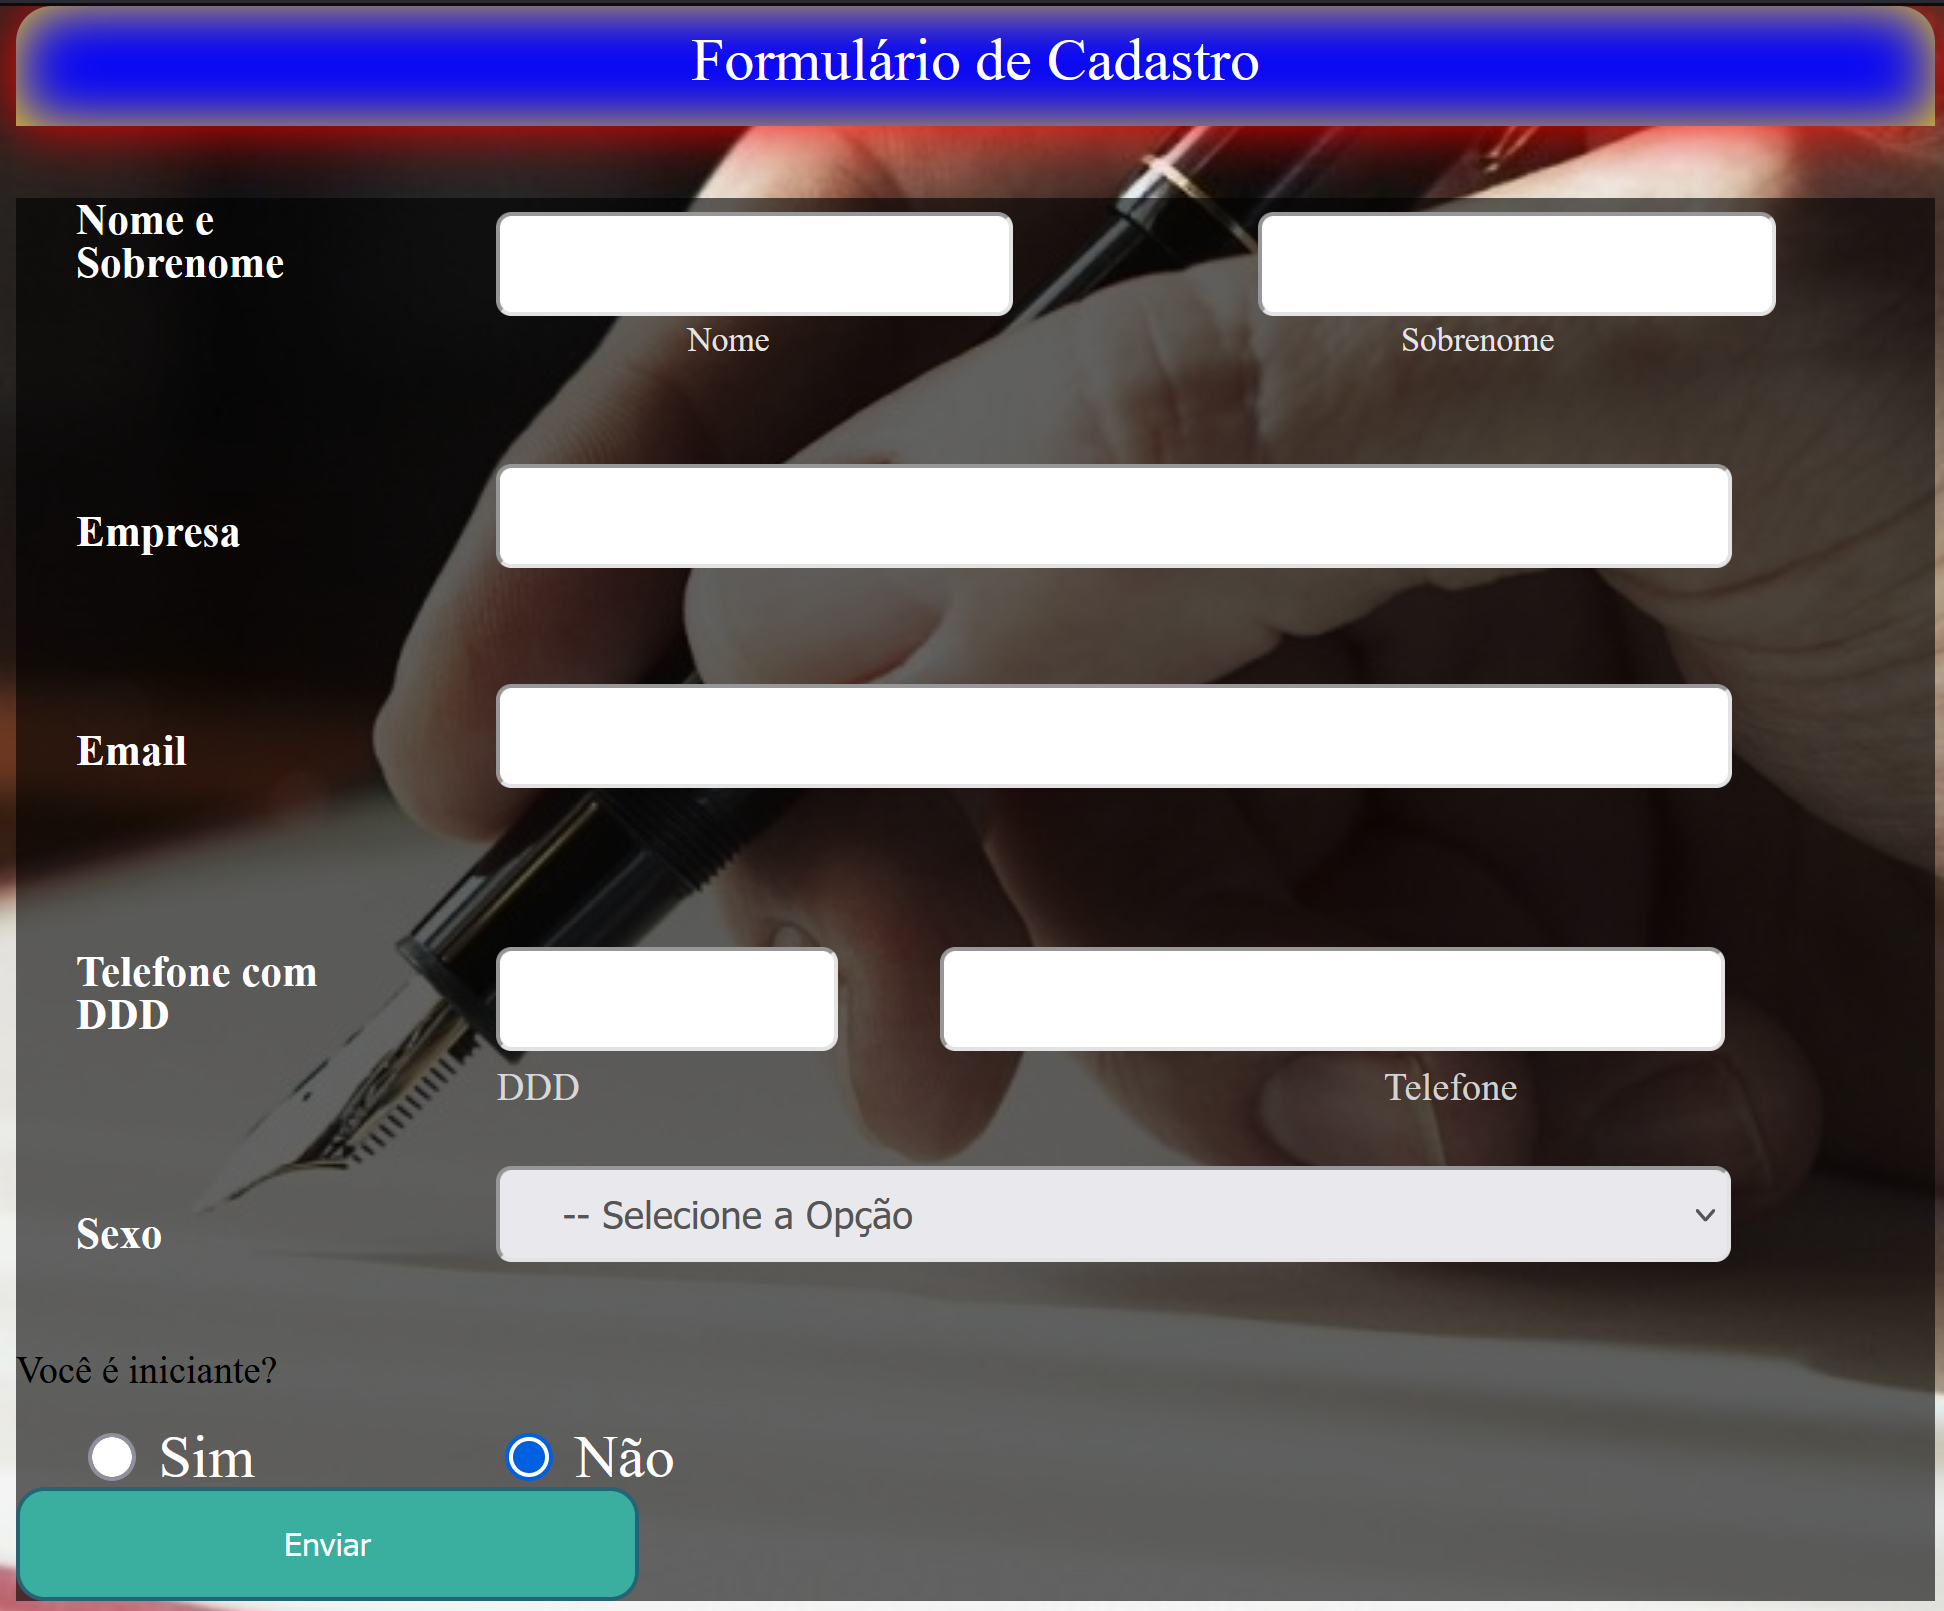 Formulário de Cadastro
Nome e
Sobrenome
Nome
Sobrenome
Empresa
Email
Telefone com
DDD
DDD
Telefone
Sexo
-- Selecione a Opção
Você é iniciante?
Sim
Não
Enviar